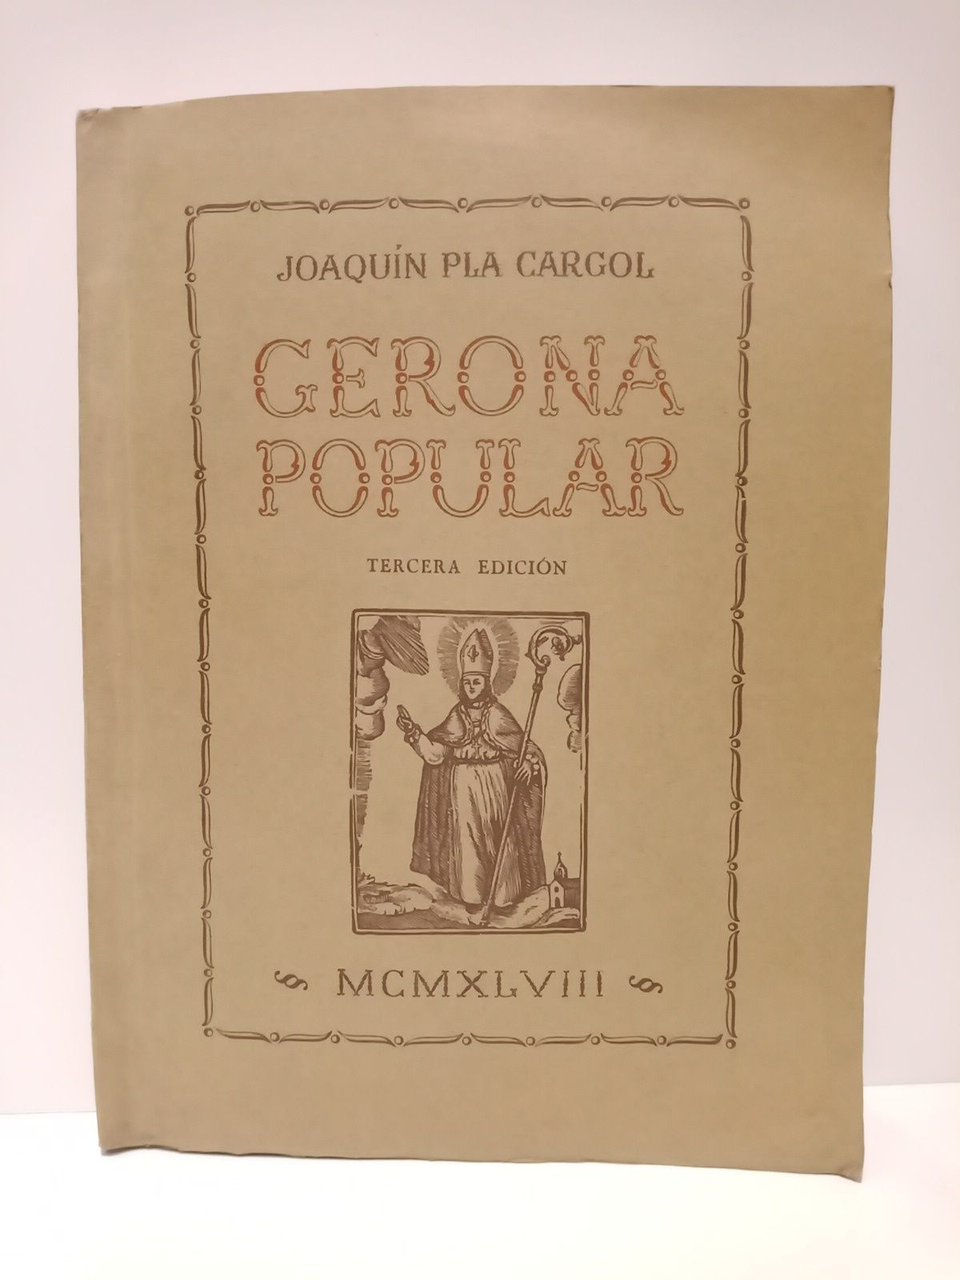 JOAQUÍN PLA CARGOL
GERONA
POPULAR
TERCERA EDICIÓN
MCMXLVIII